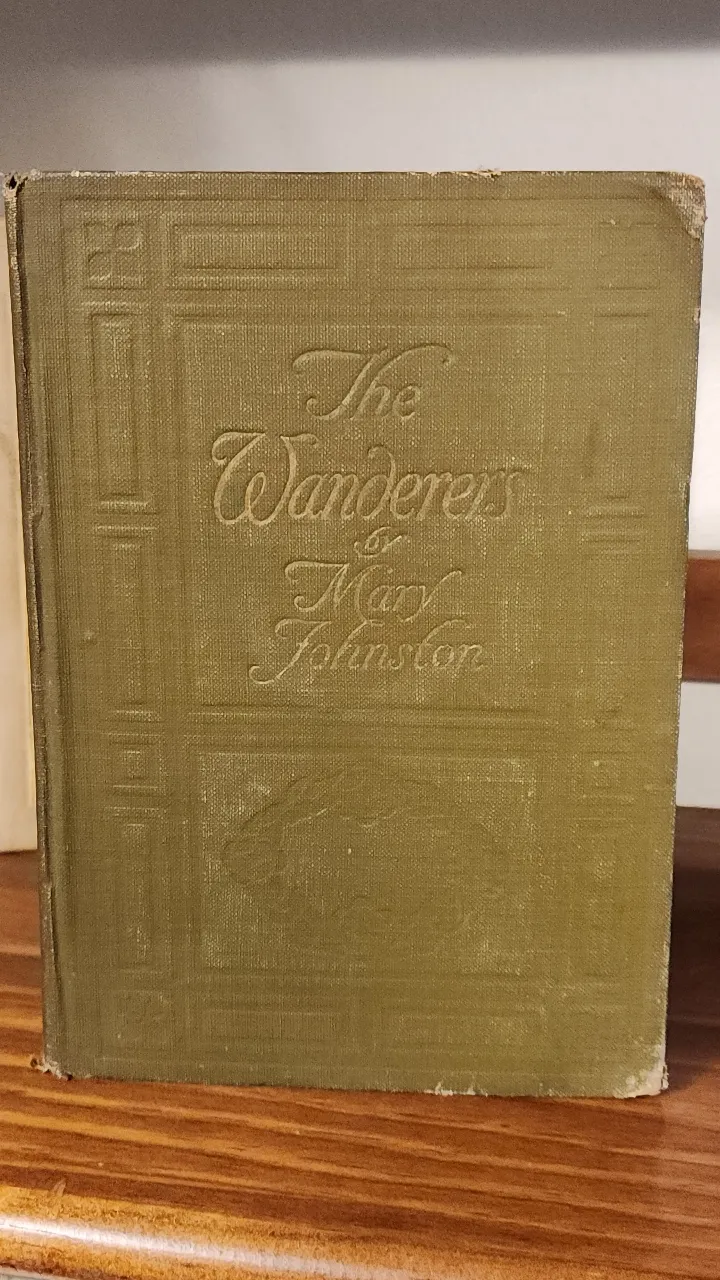 The
Wanderers
by
Mary
Johnston